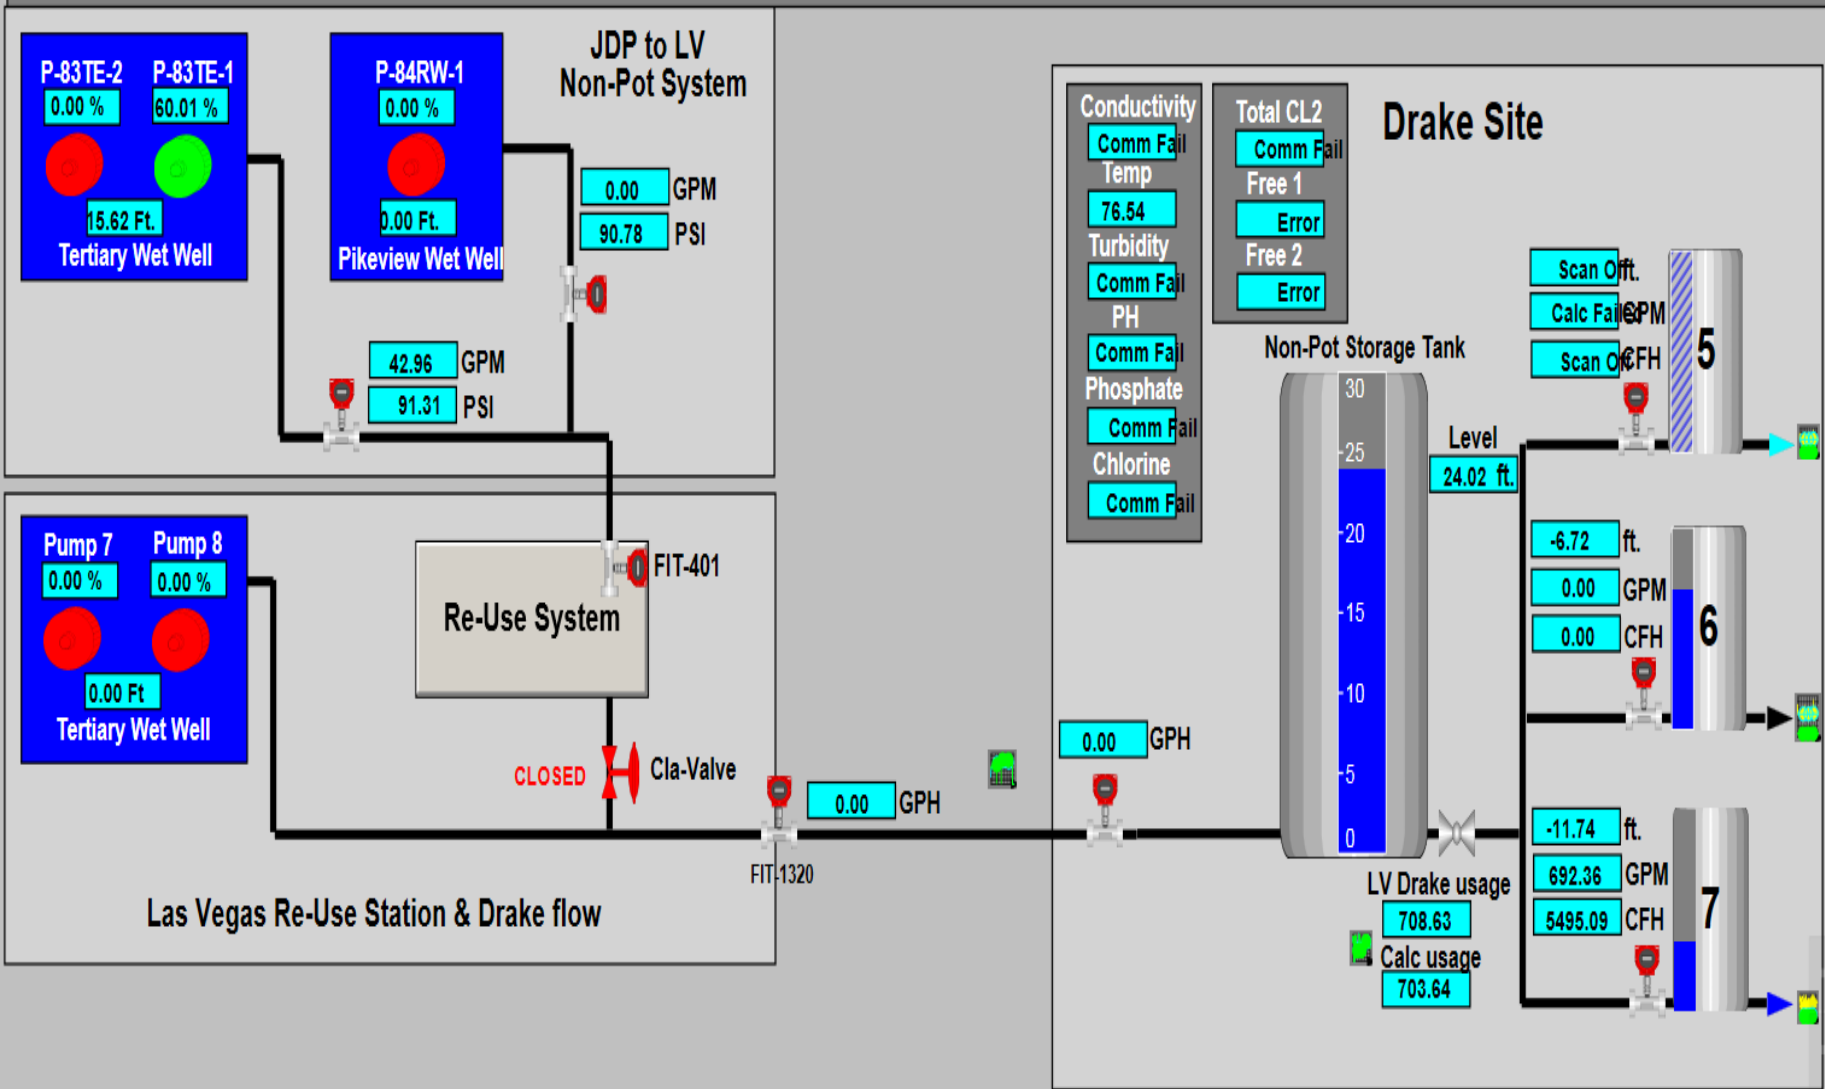 JDP to LV
Non-Pot System
P-83TE-2 P-83TE-1
0.00 % 60.01 %
15.62 Ft.
Tertiary Wet Well
P-84RW-1
0.00 %
0.00 Ft.
Pikeview Wet Well
0.00 GPM
90.78 PSI
42.96 GPM
91.31 PSI
Pump 7 Pump 8
0.00 % 0.00 %
0.00 Ft
Tertiary Wet Well
FIT-401
Re-Use System
CLOSED
Cla-Valve
0.00 GPH
FIT-1320
Las Vegas Re-Use Station & Drake flow
Drake Site
Conductivity
Comm Fail
Temp
76.54
Turbidity
Comm Fail
PH
Comm Fail
Phosphate
Comm Fail
Chlorine
Comm Fail
Total CL2
Comm Fail
Free 1
Error
Free 2
Error
0.00 GPH
Non-Pot Storage Tank
30
25
20
15
10
5
0
Level
24.02 ft.
LV Drake usage
708.63
Calc usage
703.64
Scan Off ft.
Calc Failed GPM
Scan Off CFH
5
-6.72 ft.
0.00 GPM
0.00 CFH
6
-11.74 ft.
692.36 GPM
5495.09 CFH
7